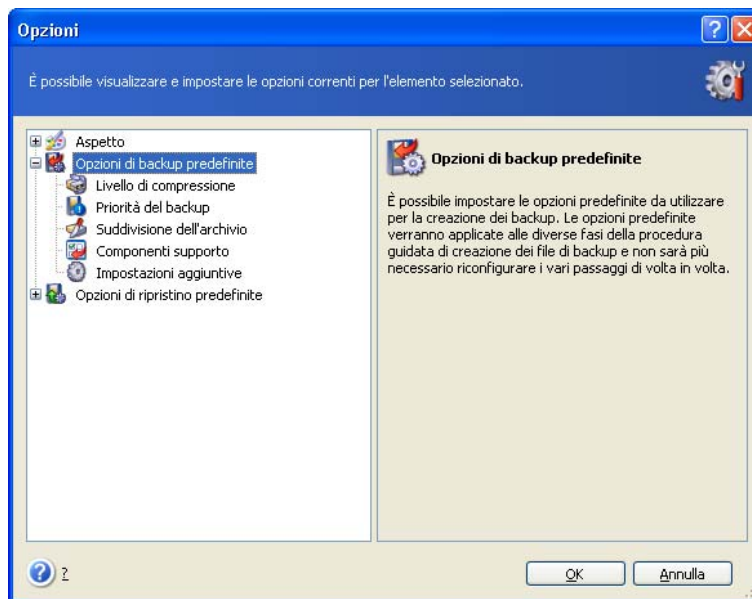 Opzioni
È possibile visualizzare e impostare le opzioni correnti per l'elemento selezionato.
Aspetto
Opzioni di backup predefinite
Livello di compressione
Priorità del backup
Suddivisione dell'archivio
Componenti supporto
Impostazioni aggiuntive
Opzioni di ripristino predefinite
Opzioni di backup predefinite
È possibile impostare le opzioni predefinite da utilizzare
per la creazione dei backup. Le opzioni predefinite
verranno applicate alle diverse fasi della procedura
guidata di creazione dei file di backup e non sarà più
necessario riconfigurare i vari passaggi di volta in volta.
?
OK
Annulla